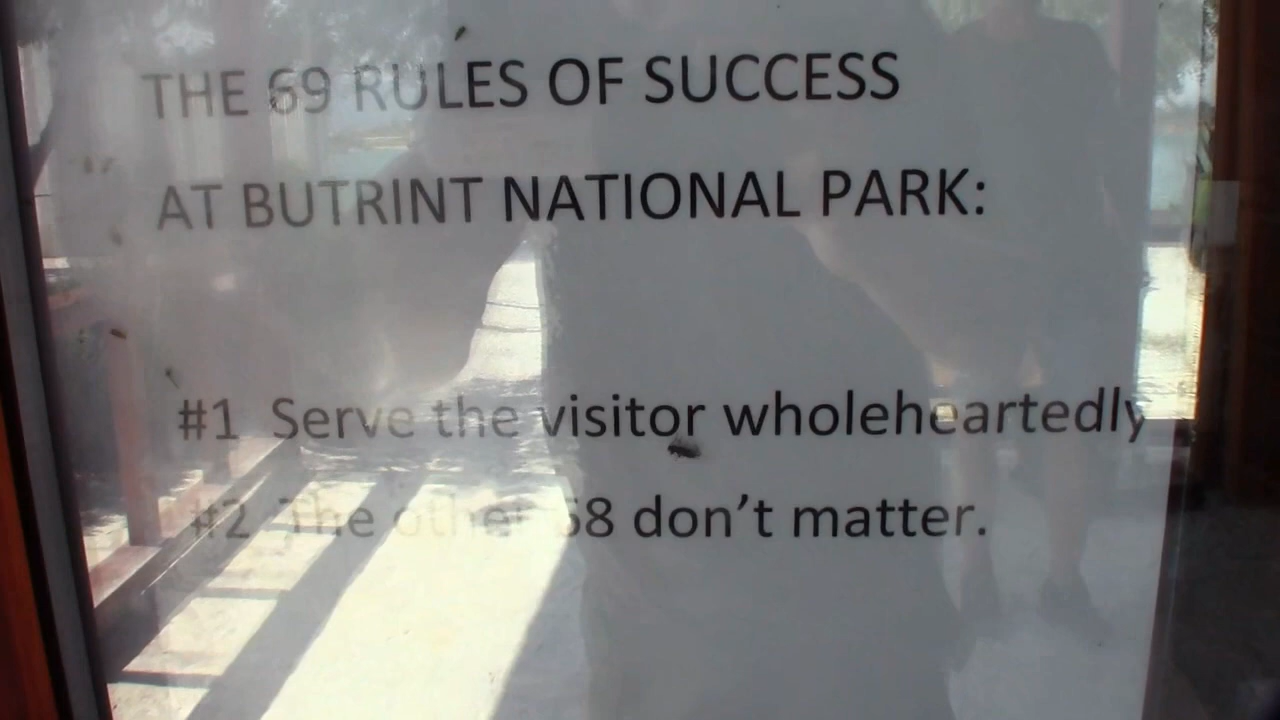 THE 69 RULES OF SUCCESS
AT BUTRINT NATIONAL PARK:
#1 Serve the visitor wholeheartedly
#2 The other 68 don't matter.